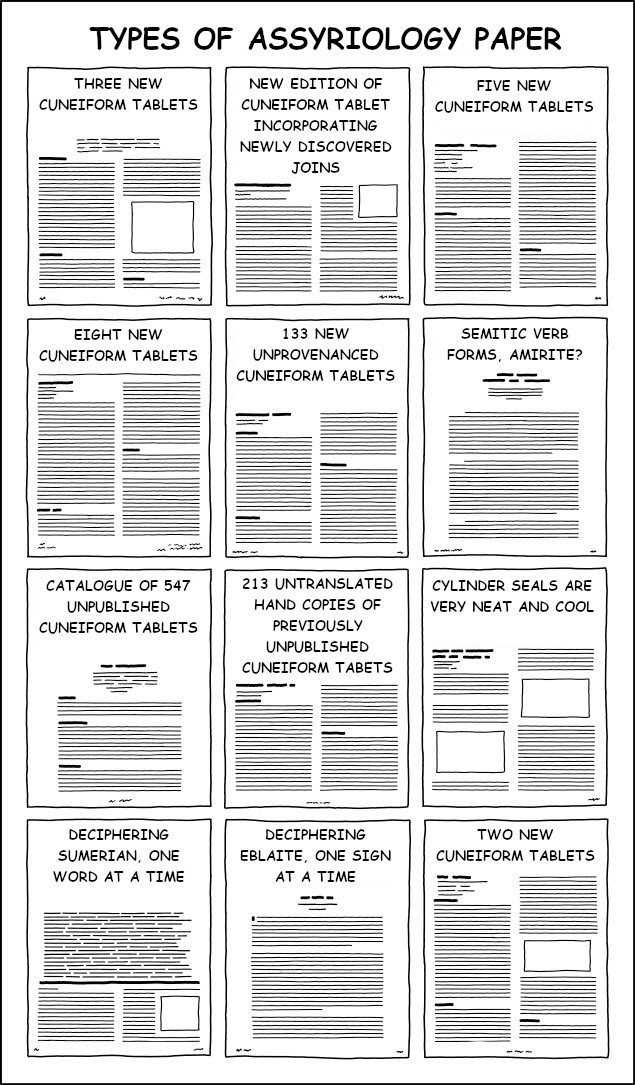 TYPES OF ASSYRIOLOGY PAPER
THREE NEW
CUNEIFORM TABLETS
NEW EDITION OF
CUNEIFORM TABLET
INCORPORATING
NEWLY DISCOVERED
JOINS
FIVE NEW
CUNEIFORM TABLETS
EIGHT NEW
CUNEIFORM TABLETS
133 NEW
UNPROVENANCED
CUNEIFORM TABLETS
SEMITIC VERB
FORMS, AMIRITE?
CATALOGUE OF 547
UNPUBLISHED
CUNEIFORM TABLETS
213 UNTRANSLATED
HAND COPIES OF
PREVIOUSLY
UNPUBLISHED
CUNEIFORM TABETS
CYLINDER SEALS ARE
VERY NEAT AND COOL
DECIPHERING
SUMERIAN, ONE
WORD AT A TIME
DECIPHERING
EBLAITE, ONE SIGN
AT A TIME
TWO NEW
CUNEIFORM TABLETS